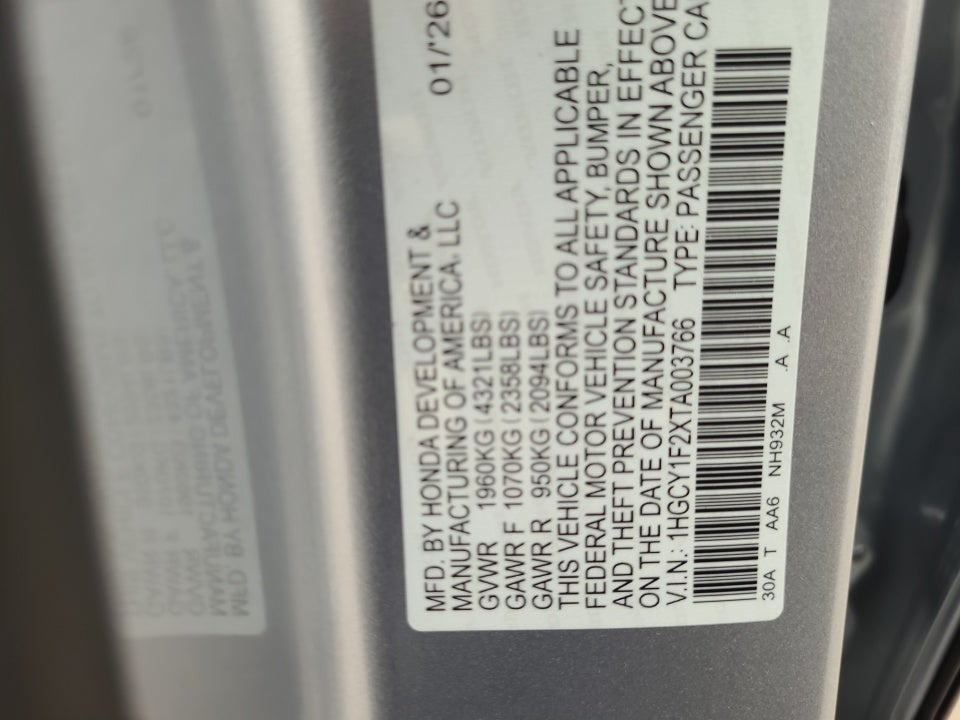 MFD. BY HONDA DEVELOPMENT & 01/'26
MANUFACTURING OF AMERICA, LLC
GVWR 1960KG (4321LBS)
GAWR F 1070KG (2358LBS)
GAWR R 950KG (2094LBS)
THIS VEHICLE CONFORMS TO ALL APPLICABLE
FEDERAL MOTOR VEHICLE SAFETY, BUMPER,
AND THEFT PREVENTION STANDARDS IN EFFECT
ON THE DATE OF MANUFACTURE SHOWN ABOVE
V.I.N.: 1HGCY1F2XTA003766 TYPE: PASSENGER CA
30A T AA6 NH932M .A .A